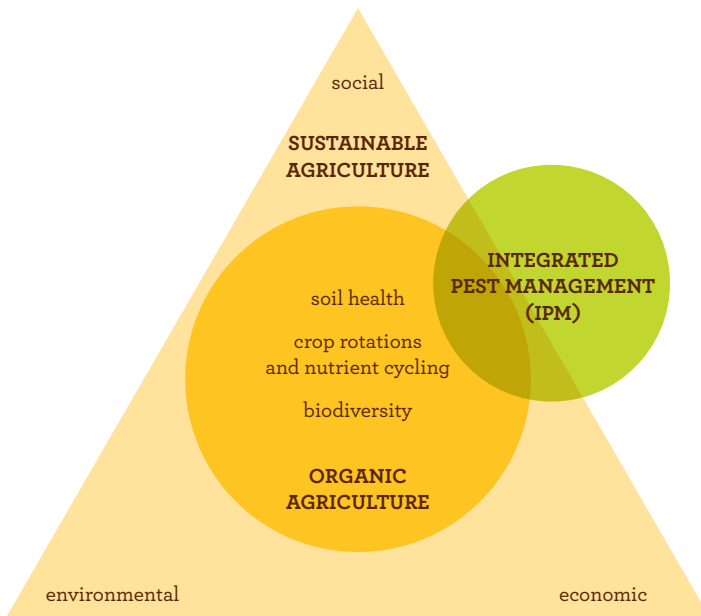 social
SUSTAINABLE
AGRICULTURE
INTEGRATED
PEST MANAGEMENT
(IPM)
soil health
crop rotations
and nutrient cycling
biodiversity
ORGANIC
AGRICULTURE
environmental
economic